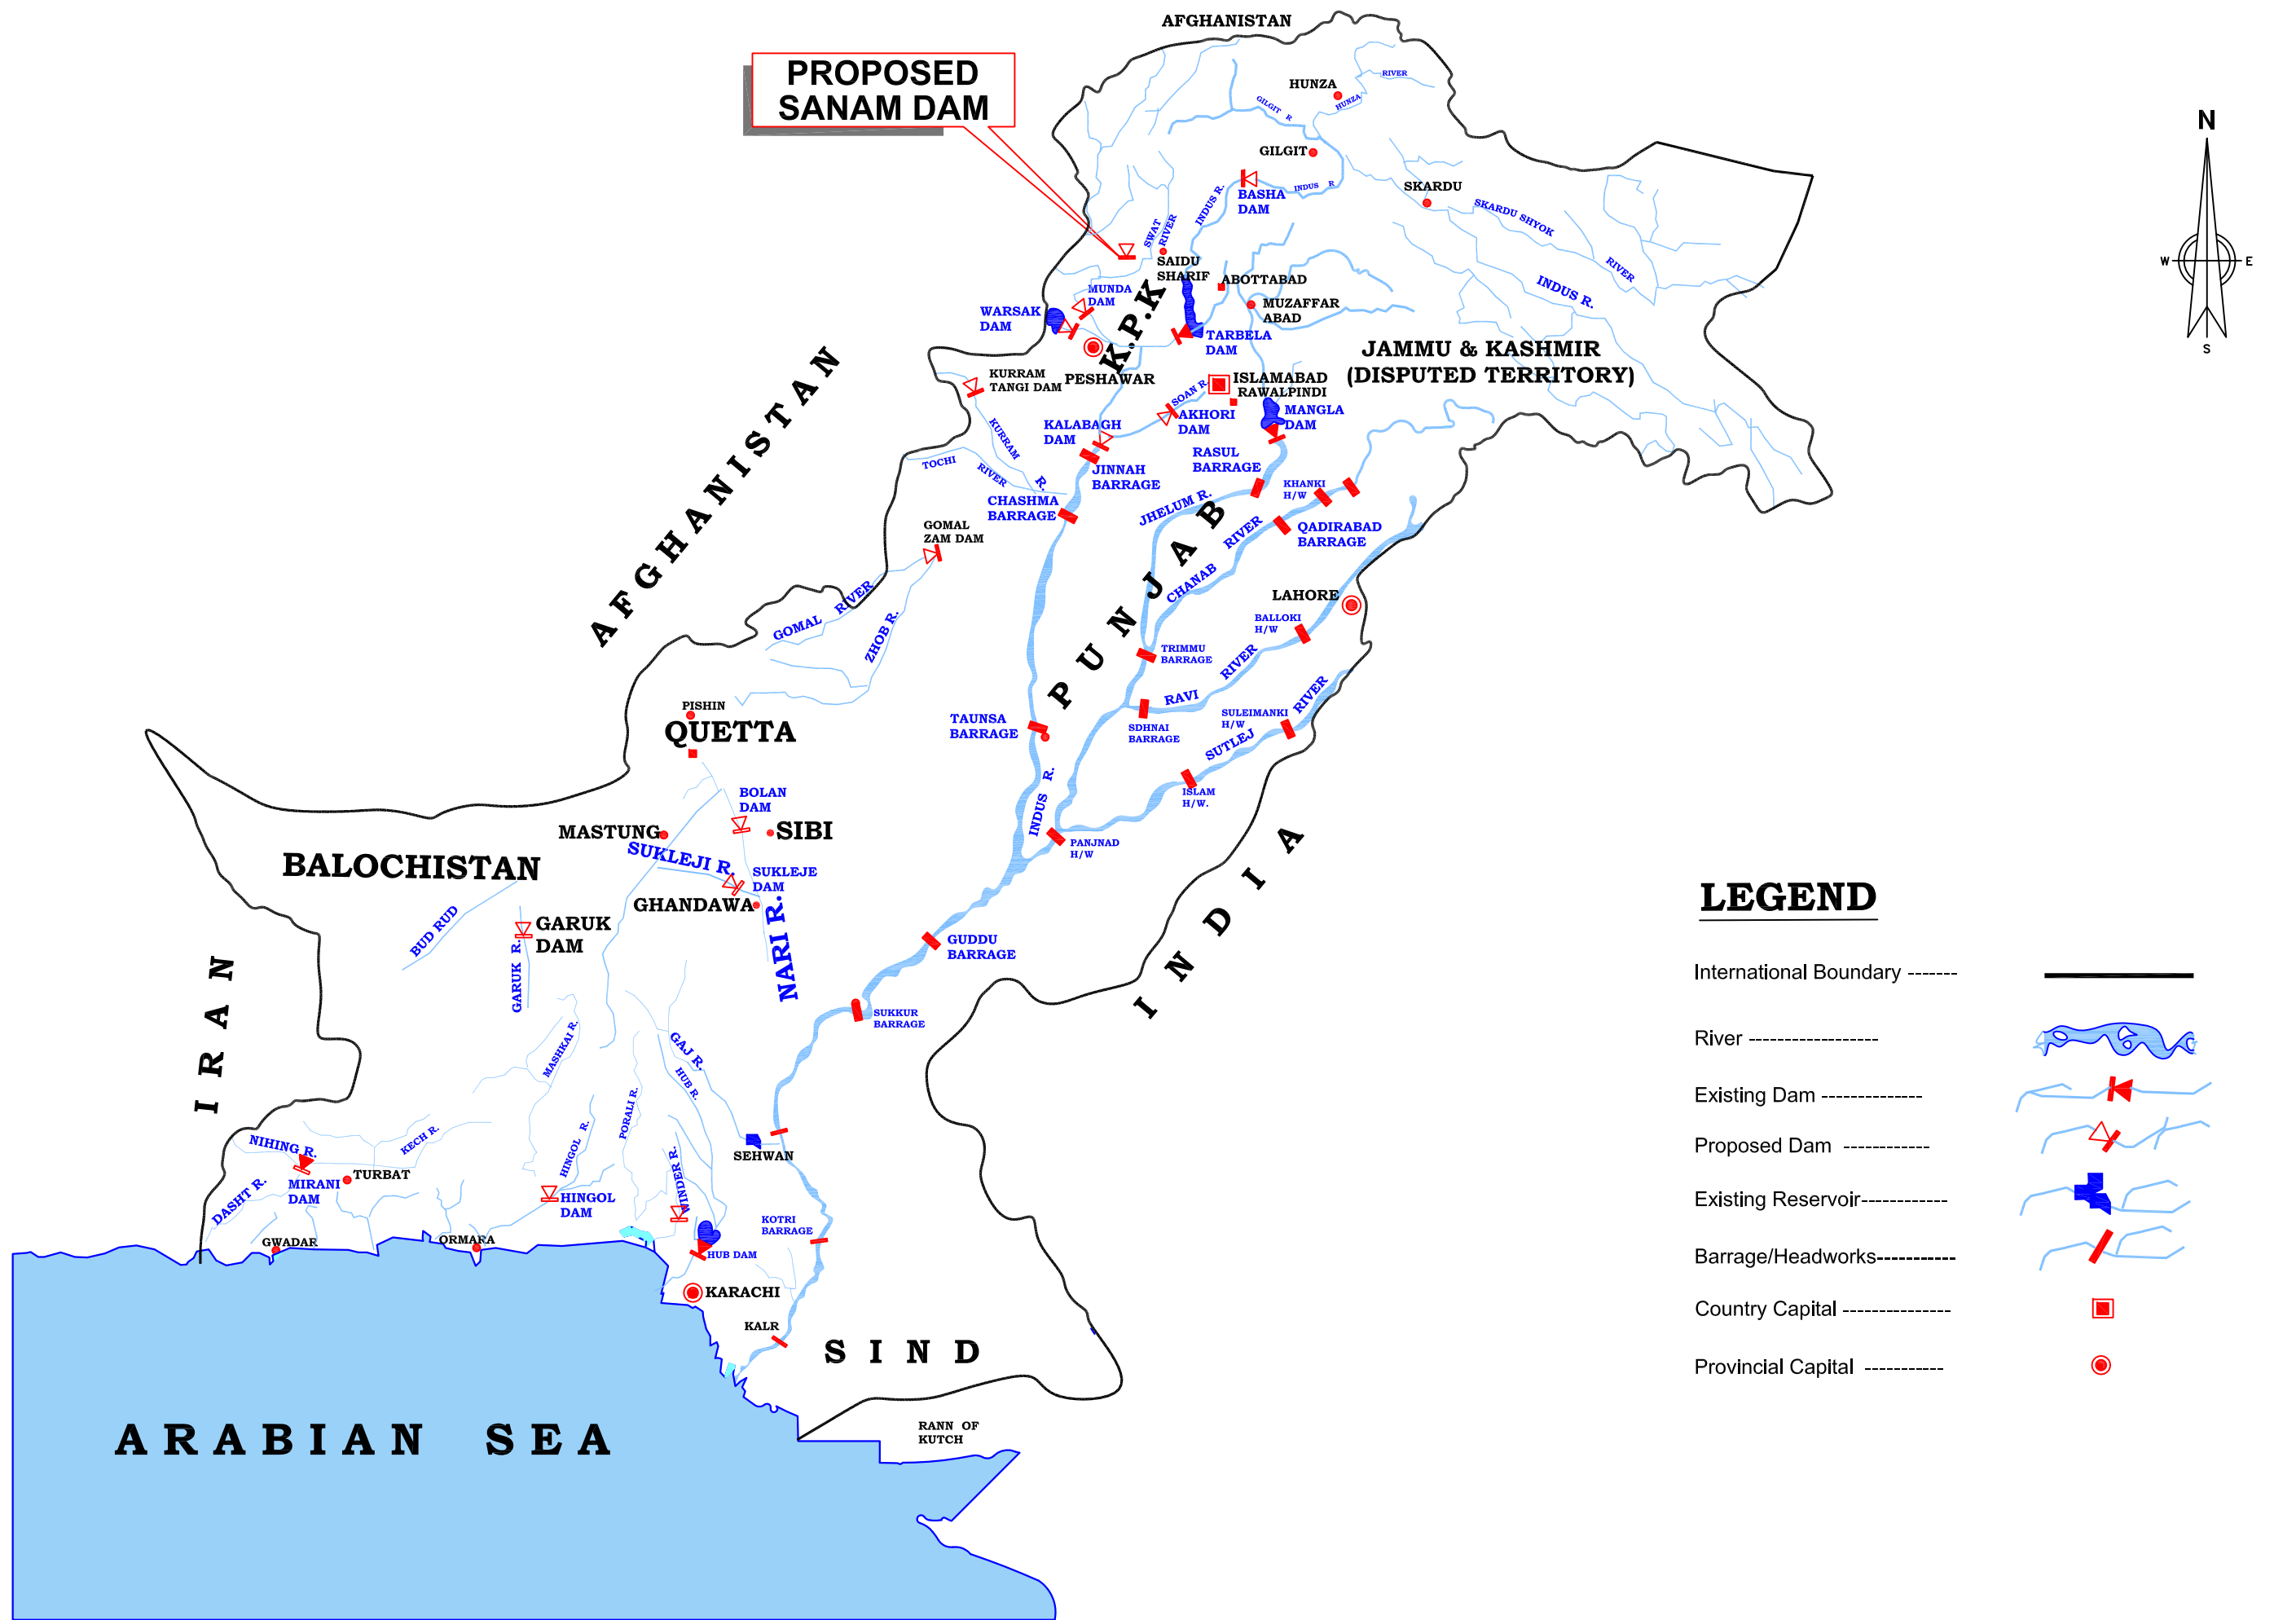 AFGHANISTAN
PROPOSED
SANAM DAM
HUNZA
RIVER
HUNZA
GILGIT R
GILGIT
N
W
E
S
BASHA
DAM
INDUS R
INDUS R.
SKARDU
SKARDU SHYOK
RIVER
INDUS R.
SWAT
RIVER
SAIDU
SHARIF
ABOTTABAD
MUNDA
DAM
WARSAK
DAM
MUZAFFAR
ABAD
K.P.K
TARBELA
DAM
JAMMU & KASHMIR
(DISPUTED TERRITORY)
PESHAWAR
KURRAM
TANGI DAM
ISLAMABAD
RAWALPINDI
SOAN R.
AKHORI
DAM
MANGLA
DAM
KALABAGH
DAM
KURRAM
R.
TOCHI
RIVER
JINNAH
BARRAGE
RASUL
BARRAGE
KHANKI
H/W
CHASHMA
BARRAGE
JHELUM R.
QADIRABAD
BARRAGE
GOMAL
ZAM DAM
AFGHANISTAN
PUNJAB
CHANAB
RIVER
GOMAL
RIVER
ZHOB R.
LAHORE
BALLOKI
H/W
TRIMMU
BARRAGE
RAVI
RIVER
SDHNAI
BARRAGE
SULEIMANKI
H/W
SUTLEJ
RIVER
TAUNSA
BARRAGE
PISHIN
QUETTA
INDUS R.
ISLAM
H/W.
BOLAN
DAM
MASTUNG
SIBI
PANJNAD
H/W
BALOCHISTAN
SUKLEJI R.
SUKLEJE
DAM
GHANDAWA
NARI R.
BUD RUD
GARUK
DAM
GARUK R.
GUDDU
BARRAGE
INDIA
IRAN
SUKKUR
BARRAGE
MASHKAI R.
GAJ R.
HUB R.
PORALI R.
HINGOL R.
KECH R.
NIHING R.
TURBAT
MIRANI
DAM
DASHT R.
SEHWAN
WINDER R.
HINGOL
DAM
KOTRI
BARRAGE
HUB DAM
GWADAR
ORMARA
KARACHI
KALR
SIND
RANN OF
KUTCH
ARABIAN SEA
LEGEND
International Boundary -------
River ------------------
Existing Dam --------------
Proposed Dam ------------
Existing Reservoir------------
Barrage/Headworks-----------
Country Capital ---------------
Provincial Capital -----------